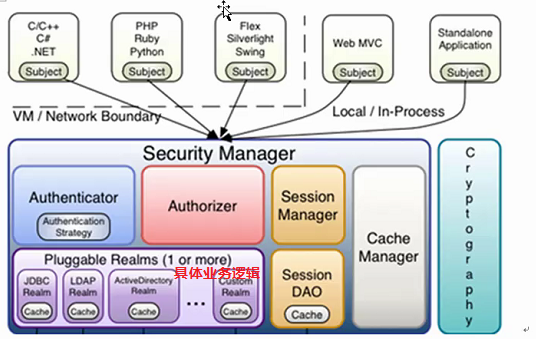 C/C++
C#
.NET
Subject
PHP
Ruby
Python
Subject
Flex
Silverlight
Swing
Subject
Web MVC
Subject
Standalone
Application
Subject
VM / Network Boundary
Local / In-Process
Security Manager
Authenticator
Authentication
Strategy
Authorizer
Session
Manager
Cache
Manager
Pluggable Realms (1 or more)
具体业务逻辑
JDBC
Realm
Cache
LDAP
Realm
Cache
ActiveDirectory
Realm
Cache
...
Custom
Realm
Cache
Session
DAO
Cache
Cryptography